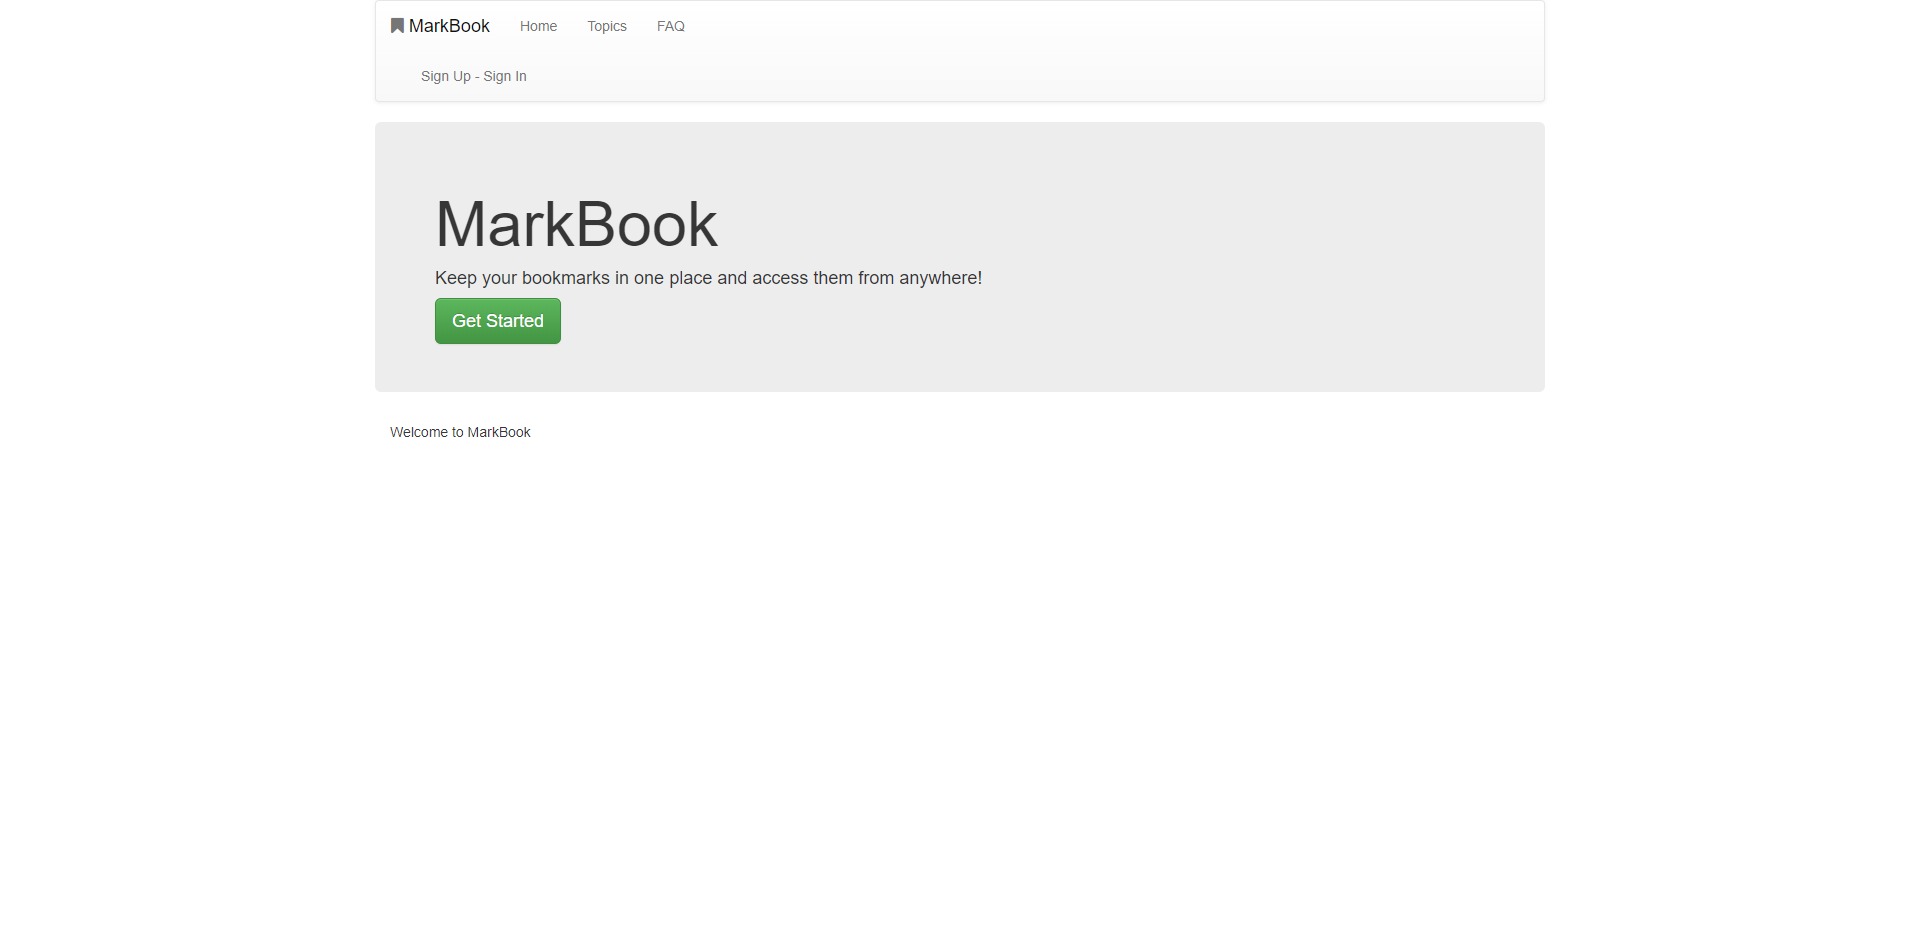 MarkBook Home Topics FAQ
Sign Up - Sign In
MarkBook
Keep your bookmarks in one place and access them from anywhere!
Get Started
Welcome to MarkBook